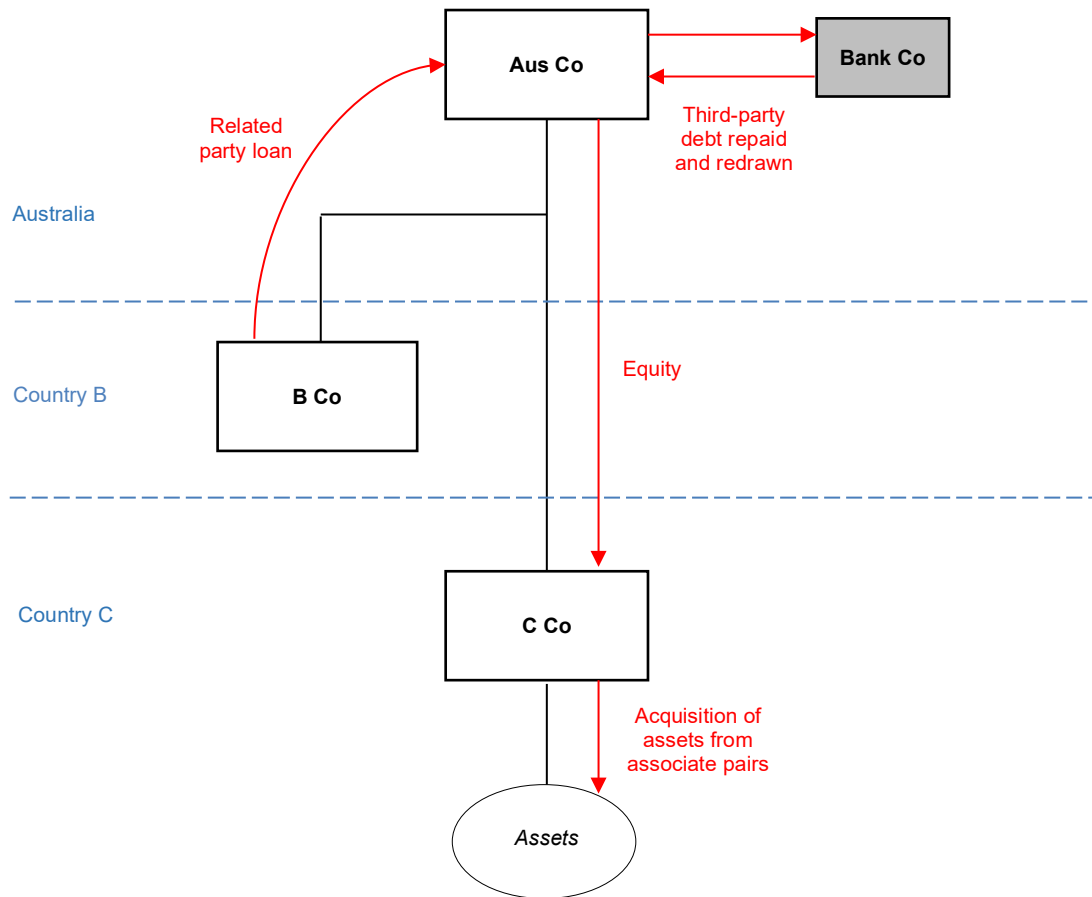 Aus Co
Bank Co
Related
party loan
Third-party
debt repaid
and redrawn
Australia
Equity
Country B
B Co
Country C
C Co
Acquisition of
assets from
associate pairs
Assets